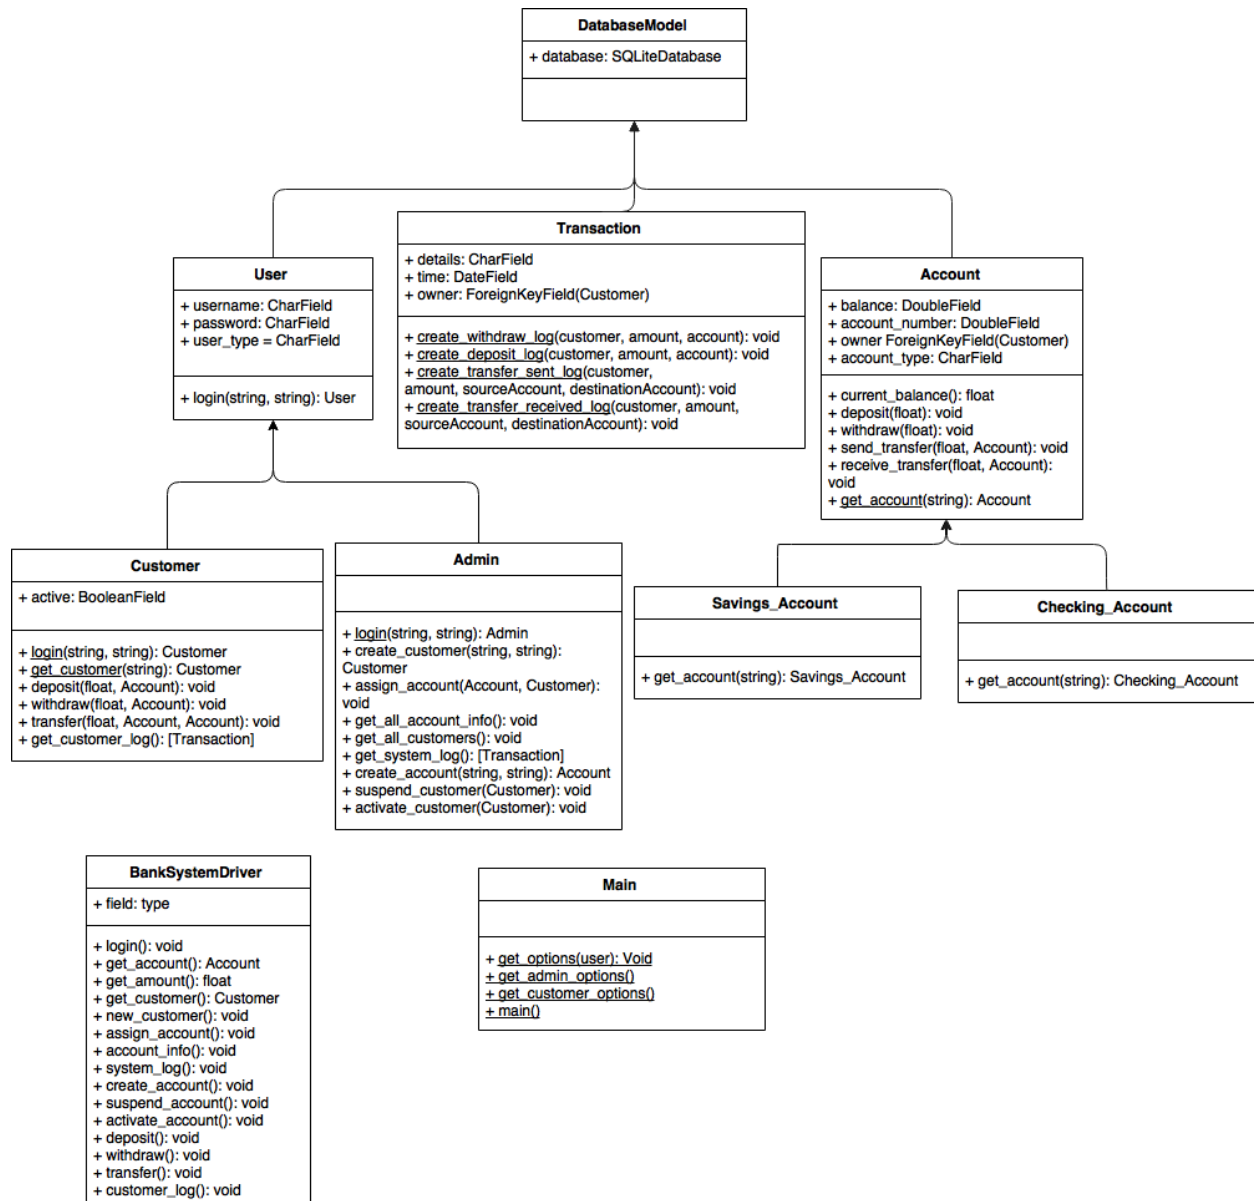 DatabaseModel
+ database: SQLiteDatabase
Transaction
+ details: CharField
+ time: DateField
+ owner: ForeignKeyField(Customer)
+ create_withdraw_log(customer, amount, account): void
+ create_deposit_log(customer, amount, account): void
+ create_transfer_sent_log(customer,
amount, sourceAccount, destinationAccount): void
+ create_transfer_received_log(customer, amount,
sourceAccount, destinationAccount): void
User
+ username: CharField
+ password: CharField
+ user_type = CharField
+ login(string, string): User
Account
+ balance: DoubleField
+ account_number: DoubleField
+ owner ForeignKeyField(Customer)
+ account_type: CharField
+ current_balance(): float
+ deposit(float): void
+ withdraw(float): void
+ send_transfer(float, Account): void
+ receive_transfer(float, Account):
void
+ get_account(string): Account
Customer
+ active: BooleanField
+ login(string, string): Customer
+ get_customer(string): Customer
+ deposit(float, Account): void
+ withdraw(float, Account): void
+ transfer(float, Account, Account): void
+ get_customer_log(): [Transaction]
Admin
+ login(string, string): Admin
+ create_customer(string, string):
Customer
+ assign_account(Account, Customer):
void
+ get_all_account_info(): void
+ get_all_customers(): void
+ get_system_log(): [Transaction]
+ create_account(string, string): Account
+ suspend_customer(Customer): void
+ activate_customer(Customer): void
Savings_Account
+ get_account(string): Savings_Account
Checking_Account
+ get_account(string): Checking_Account
BankSystemDriver
+ field: type
+ login(): void
+ get_account(): Account
+ get_amount(): float
+ get_customer(): Customer
+ new_customer(): void
+ assign_account(): void
+ account_info(): void
+ system_log(): void
+ create_account(): void
+ suspend_account(): void
+ activate_account(): void
+ deposit(): void
+ withdraw(): void
+ transfer(): void
+ customer_log(): void
Main
+ get_options(user): Void
+ get_admin_options()
+ get_customer_options()
+ main()